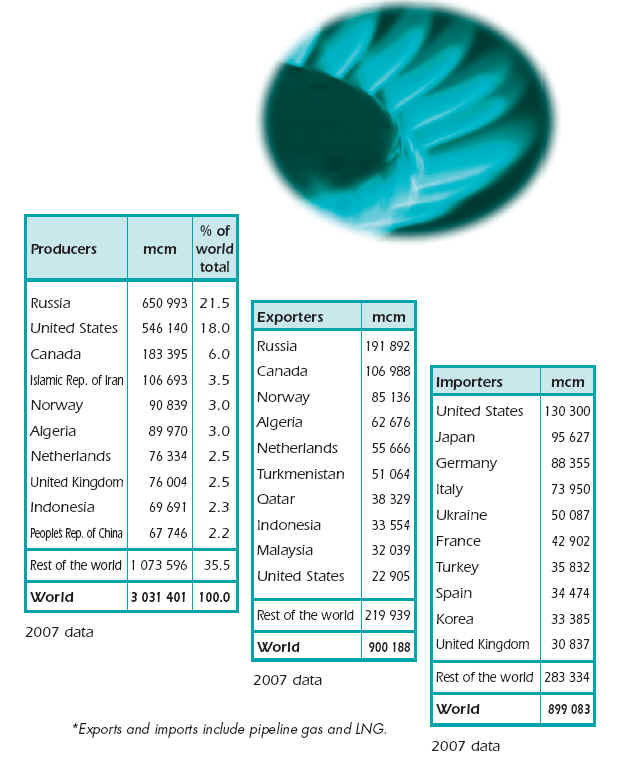 Producers mcm % of world total
Russia 650 993 21.5
United States 546 140 18.0
Canada 183 395 6.0
Islamic Rep. of Iran 106 693 3.5
Norway 90 839 3.0
Algeria 89 970 3.0
Netherlands 76 334 2.5
United Kingdom 76 004 2.5
Indonesia 69 691 2.3
People's Rep. of China 67 746 2.2
Rest of the world 1 073 596 35.5
World 3 031 401 100.0
2007 data
Exporters mcm
Russia 191 892
Canada 106 988
Norway 85 136
Algeria 62 676
Netherlands 55 666
Turkmenistan 51 064
Qatar 38 329
Indonesia 33 554
Malaysia 32 039
United States 22 905
Rest of the world 219 939
World 900 188
2007 data
Importers mcm
United States 130 300
Japan 95 627
Germany 88 355
Italy 73 950
Ukraine 50 087
France 42 902
Turkey 35 832
Spain 34 474
Korea 33 385
United Kingdom 30 837
Rest of the world 283 334
World 899 083
2007 data
*Exports and imports include pipeline gas and LNG.